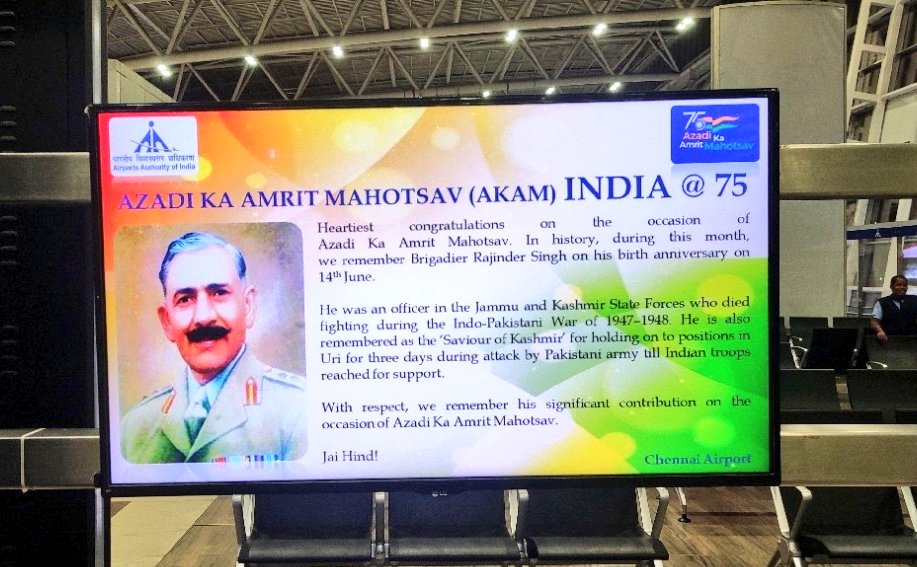 भारतीय विमानपत्तन प्राधिकरण
Airports Authority of India
75
Azadi Ka
Amrit Mahotsav
AZADI KA AMRIT MAHOTSAV (AKAM) INDIA @ 75
Heartiest congratulations on the occasion of
Azadi Ka Amrit Mahotsav. In history, during this month,
we remember Brigadier Rajinder Singh on his birth anniversary on
14th June.
He was an officer in the Jammu and Kashmir State Forces who died
fighting during the Indo-Pakistani War of 1947–1948. He is also
remembered as the 'Saviour of Kashmir' for holding on to positions in
Uri for three days during attack by Pakistani army till Indian troops
reached for support.
With respect, we remember his significant contribution on the
occasion of Azadi Ka Amrit Mahotsav.
Jai Hind!
Chennai Airport